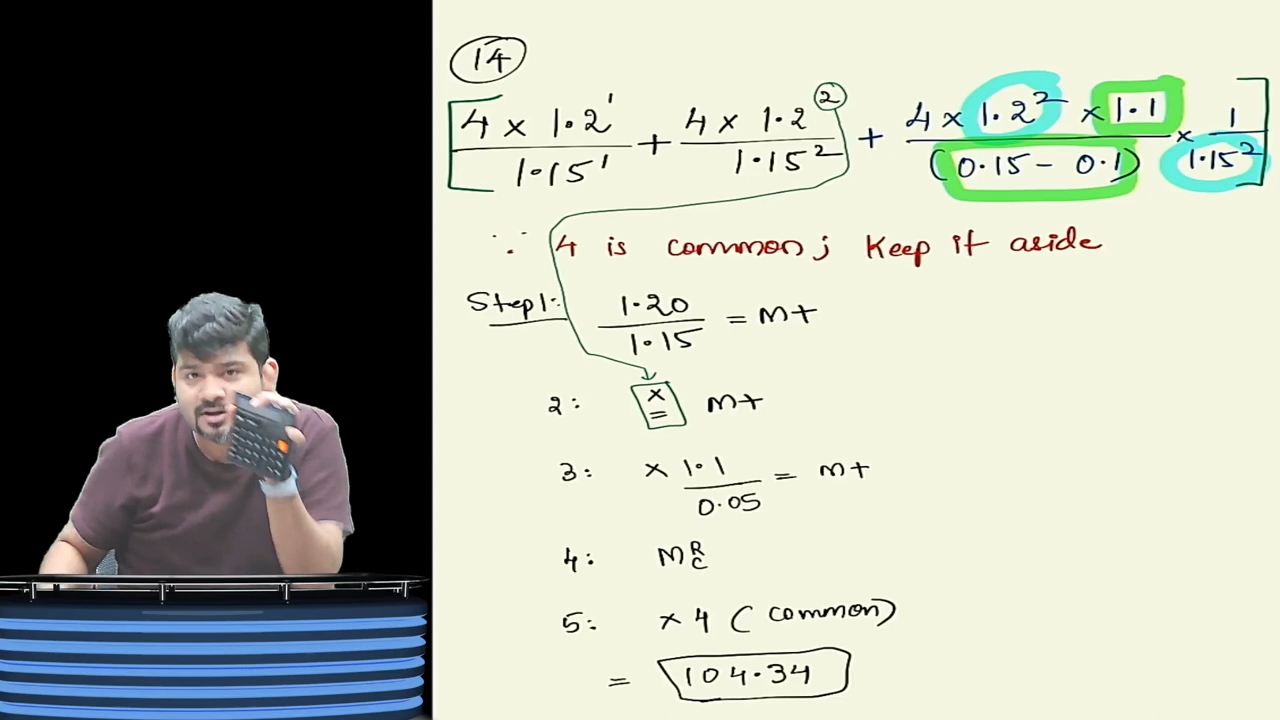 14
[4 × 1.2¹ / 1.15¹ + 4 × 1.2² / 1.15² + 4 × 1.2² × 1.1 / (0.15 - 0.1) × 1 / 1.15²]
∵ 4 is common; Keep it aside
Step1: 1.20 / 1.15 = m+
2: × = m+
3: × 1.1 / 0.05 = m+
4: MRC
5: × 4 (common)
= 104.34